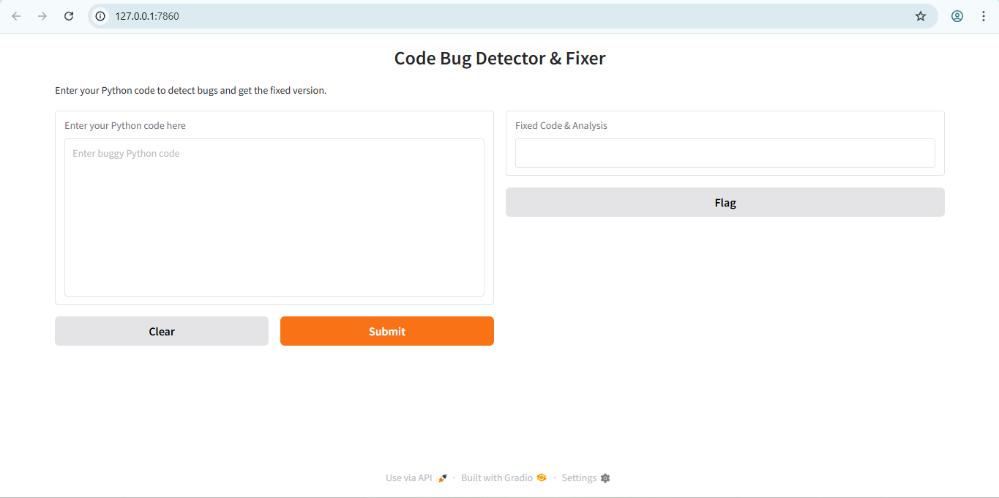 127.0.0.1:7860
Code Bug Detector & Fixer
Enter your Python code to detect bugs and get the fixed version.
Enter your Python code here
Enter buggy Python code
Clear
Submit
Fixed Code & Analysis
Flag
Use via API · Built with Gradio · Settings